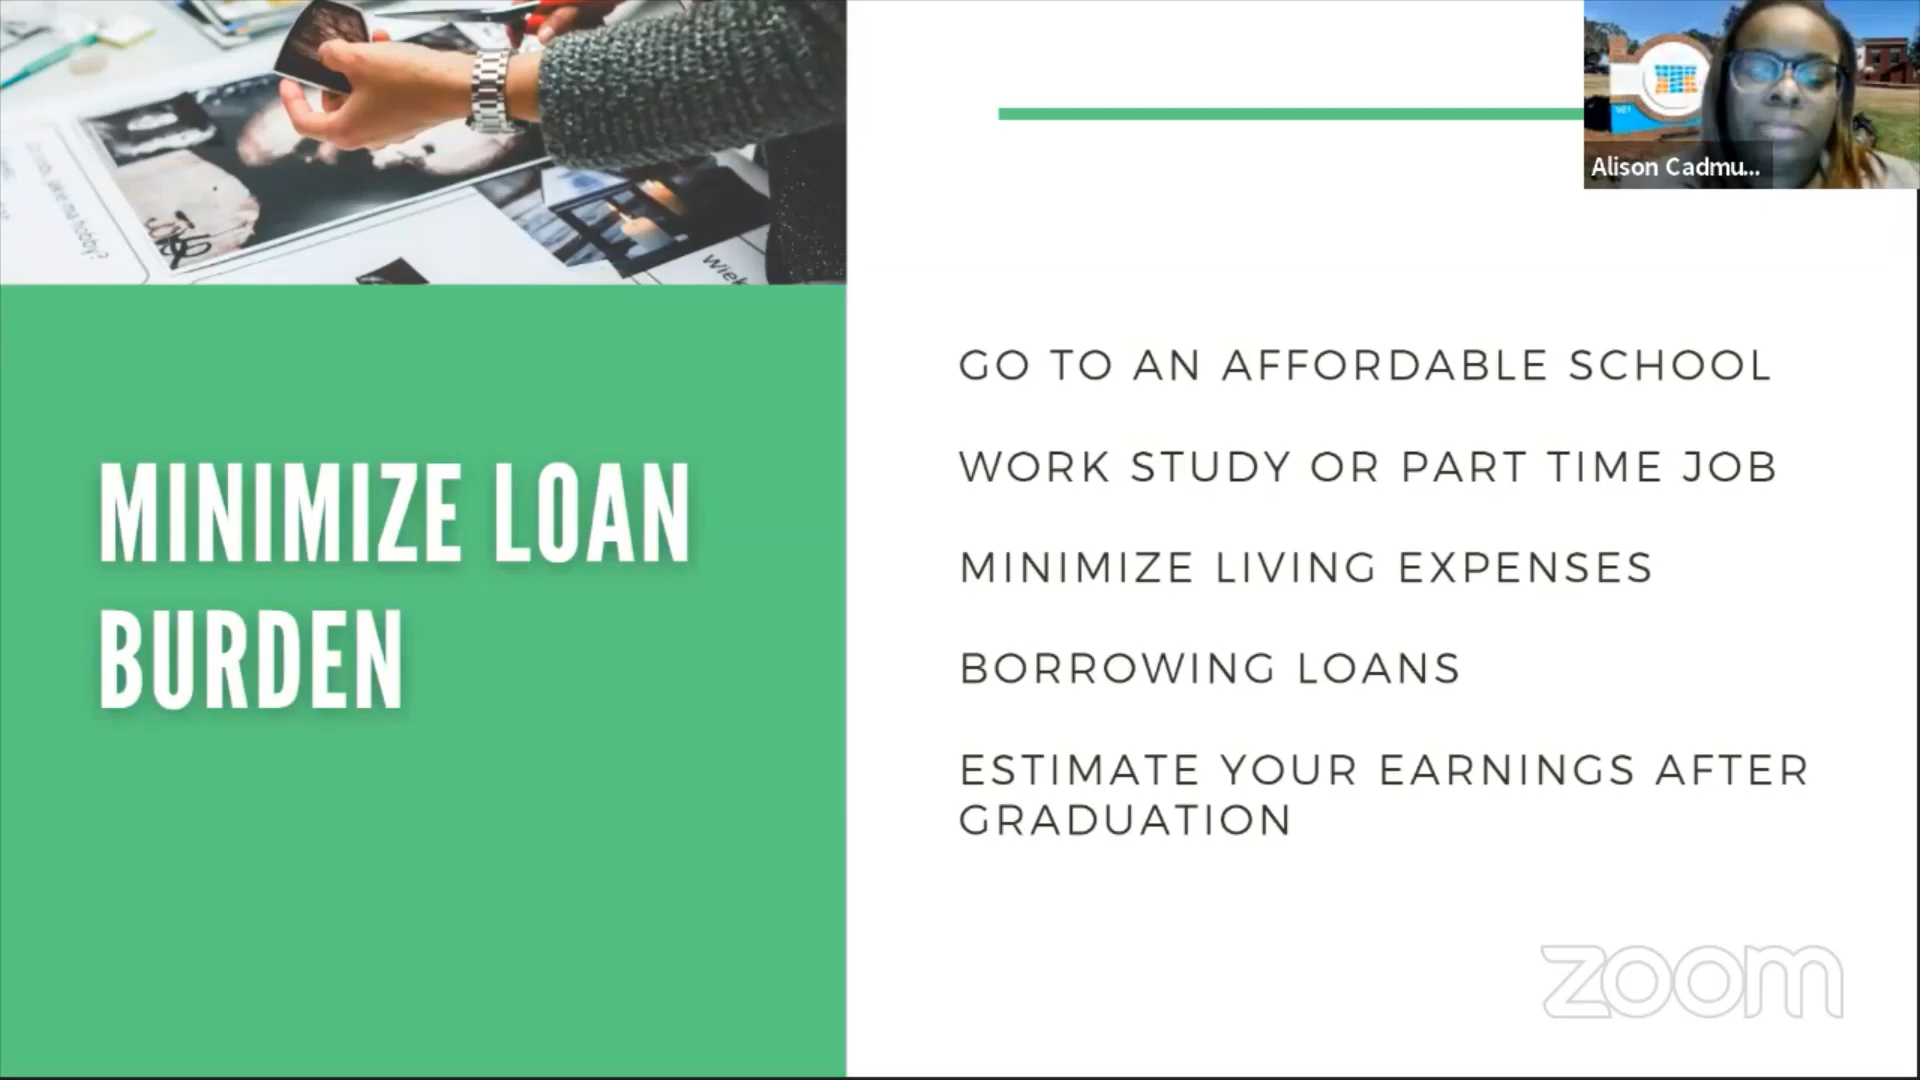 Alison Cadmu...
MINIMIZE LOAN
BURDEN
GO TO AN AFFORDABLE SCHOOL
WORK STUDY OR PART TIME JOB
MINIMIZE LIVING EXPENSES
BORROWING LOANS
ESTIMATE YOUR EARNINGS AFTER
GRADUATION
zoom